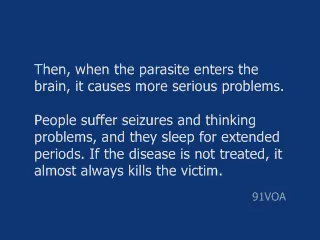 Then, when the parasite enters the
brain, it causes more serious problems.
People suffer seizures and thinking
problems, and they sleep for extended
periods. If the disease is not treated, it
almost always kills the victim.
91VOA